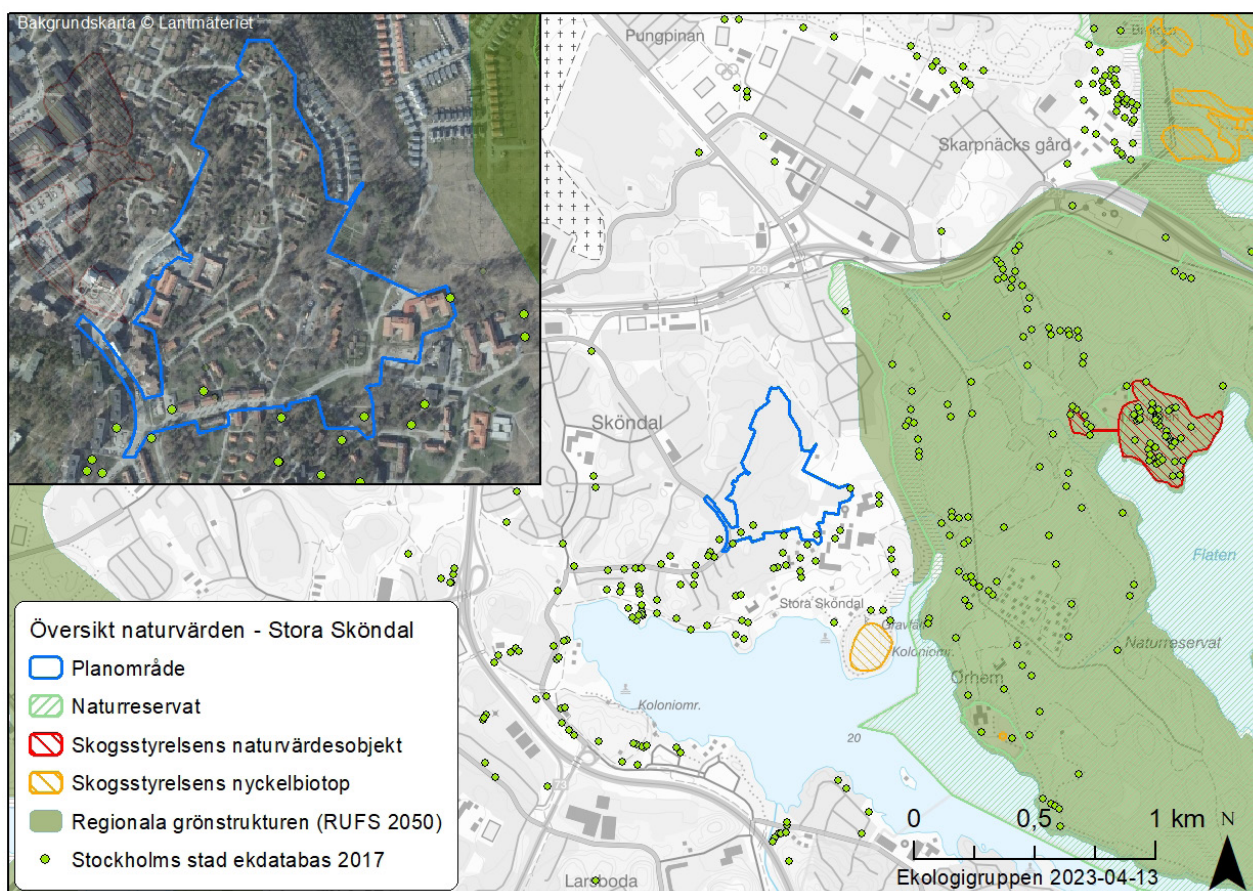 Bakgrundskarta © Lantmäteriet
Pungpinan
Skarpnäcks gård
229
Sköndal
Flaten
Stora Sköndal
Koloniomr.
Naturreservat
Orhem
Koloniomr.
20
73
Larsboda
Översikt naturvärden - Stora Sköndal
Planområde
Naturreservat
Skogsstyrelsens naturvärdesobjekt
Skogsstyrelsens nyckelbiotop
Regionala grönstrukturen (RUFS 2050)
Stockholms stad ekdatabas 2017
0 0,5 1 km
N
Ekologigruppen 2023-04-13